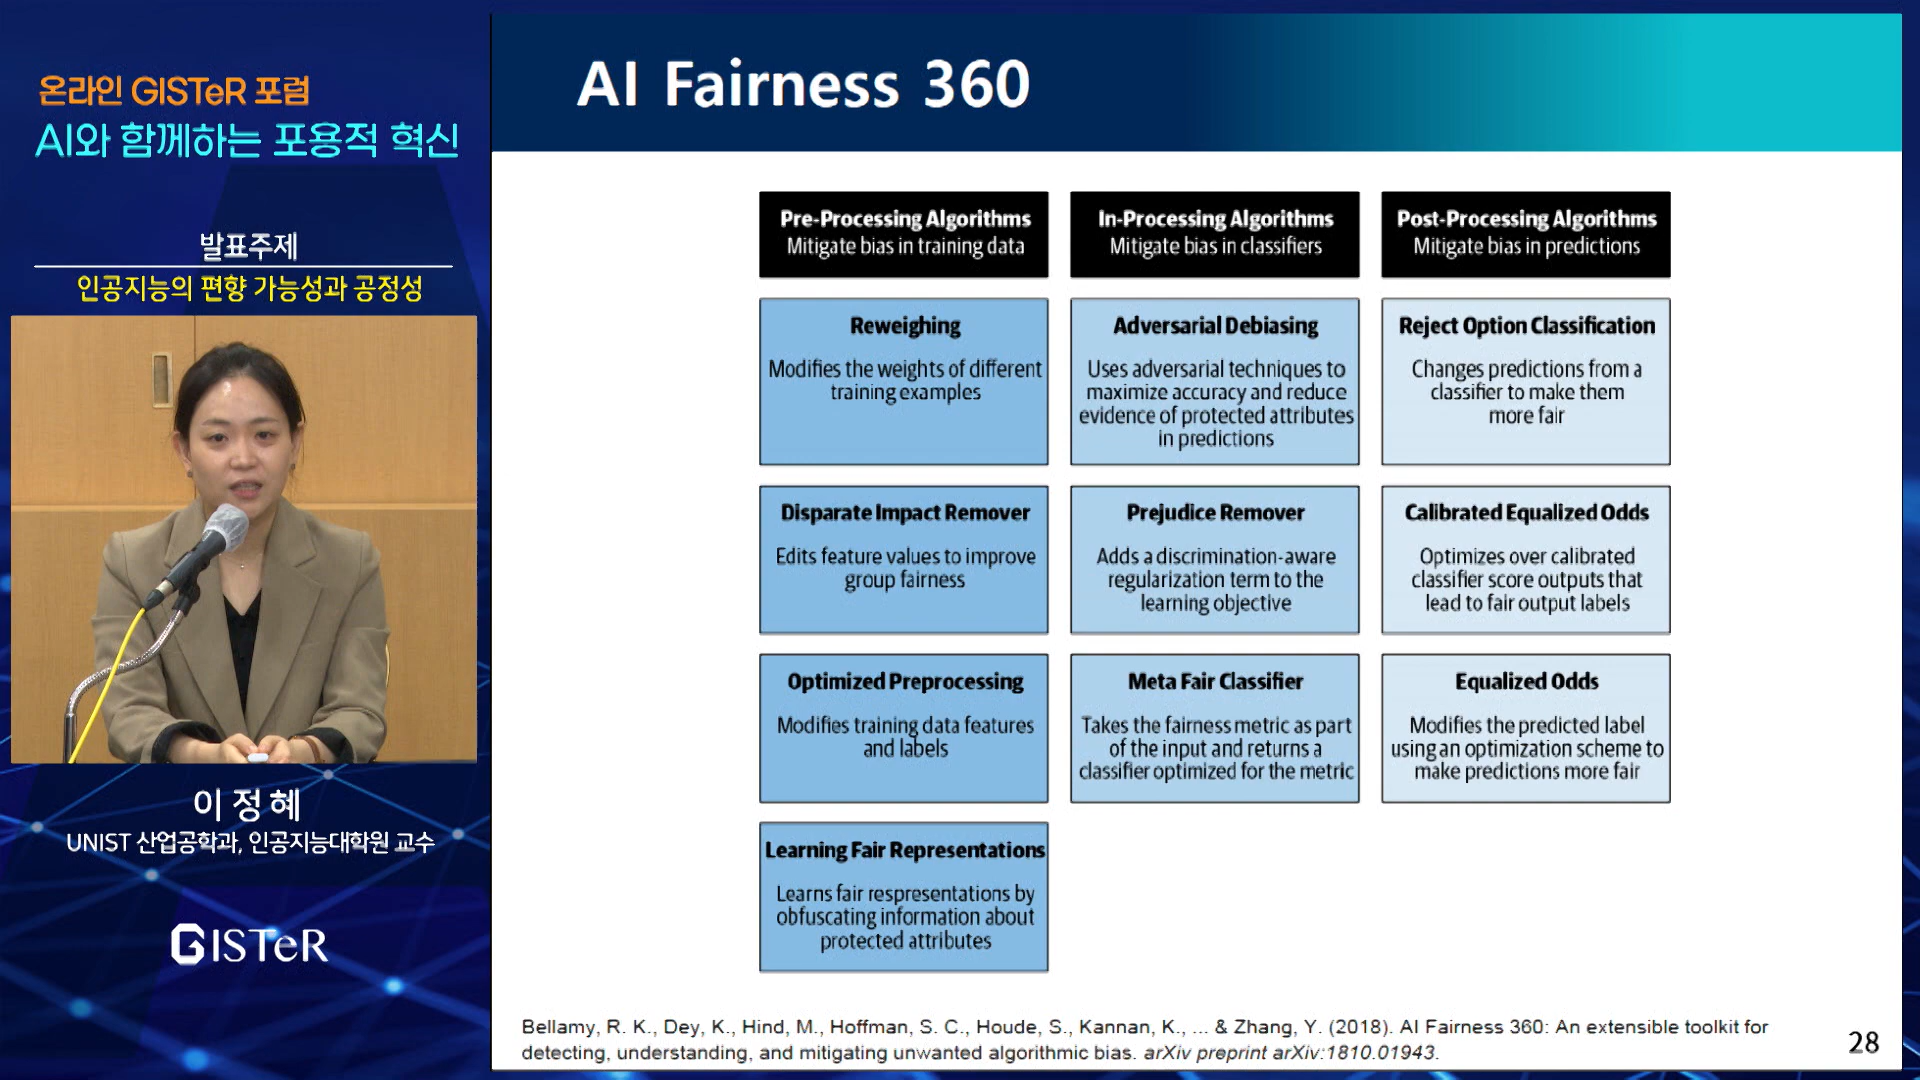 온라인 GISTeR 포럼
AI와 함께하는 포용적 혁신
발표주제
인공지능의 편향 가능성과 공정성
이정혜
UNIST 산업공학과, 인공지능대학원 교수
GISTeR
AI Fairness 360
Pre-Processing Algorithms
Mitigate bias in training data
Reweighing
Modifies the weights of different
training examples
Disparate Impact Remover
Edits feature values to improve
group fairness
Optimized Preprocessing
Modifies training data features
and labels
Learning Fair Representations
Learns fair respresentations by
obfuscating information about
protected attributes
In-Processing Algorithms
Mitigate bias in classifiers
Adversarial Debiasing
Uses adversarial techniques to
maximize accuracy and reduce
evidence of protected attributes
in predictions
Prejudice Remover
Adds a discrimination-aware
regularization term to the
learning objective
Meta Fair Classifier
Takes the fairness metric as part
of the input and returns a
classifier optimized for the metric
Post-Processing Algorithms
Mitigate bias in predictions
Reject Option Classification
Changes predictions from a
classifier to make them
more fair
Calibrated Equalized Odds
Optimizes over calibrated
classifier score outputs that
lead to fair output labels
Equalized Odds
Modifies the predicted label
using an optimization scheme to
make predictions more fair
Bellamy, R. K., Dey, K., Hind, M., Hoffman, S. C., Houde, S., Kannan, K., ... & Zhang, Y. (2018). AI Fairness 360: An extensible toolkit for
detecting, understanding, and mitigating unwanted algorithmic bias. arXiv preprint arXiv:1810.01943.
28